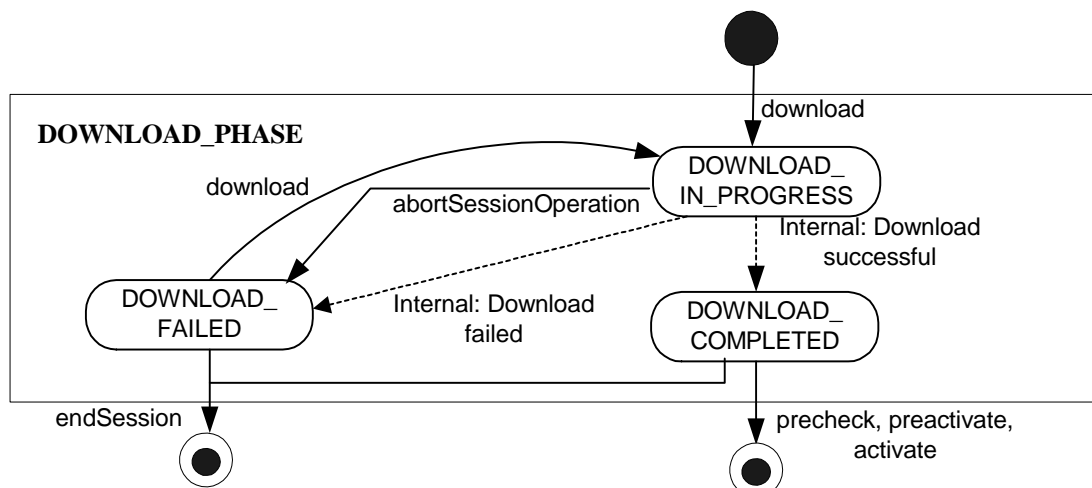 download
DOWNLOAD_PHASE
DOWNLOAD_
IN_PROGRESS
download
abortSessionOperation
Internal: Download
successful
DOWNLOAD_
FAILED
Internal: Download
failed
DOWNLOAD_
COMPLETED
endSession
precheck, preactivate,
activate